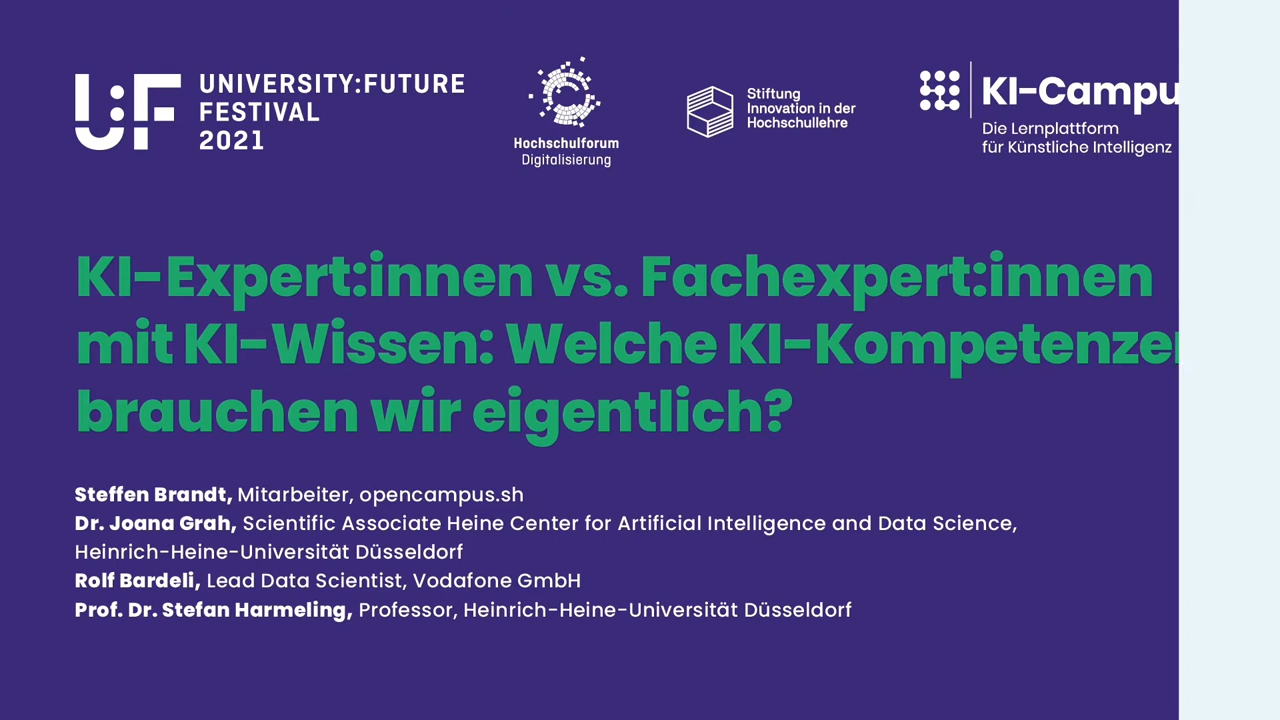 UNIVERSITY:FUTURE
FESTIVAL
2021
Hochschulforum
Digitalisierung
Stiftung
Innovation in der
Hochschullehre
KI-Campu
Die Lernplattform
für Künstliche Intelligenz
KI-Expert:innen vs. Fachexpert:innen
mit KI-Wissen: Welche KI-Kompetenzen
brauchen wir eigentlich?
Steffen Brandt, Mitarbeiter, opencampus.sh
Dr. Joana Grah, Scientific Associate Heine Center for Artificial Intelligence and Data Science,
Heinrich-Heine-Universität Düsseldorf
Rolf Bardeli, Lead Data Scientist, Vodafone GmbH
Prof. Dr. Stefan Harmeling, Professor, Heinrich-Heine-Universität Düsseldorf